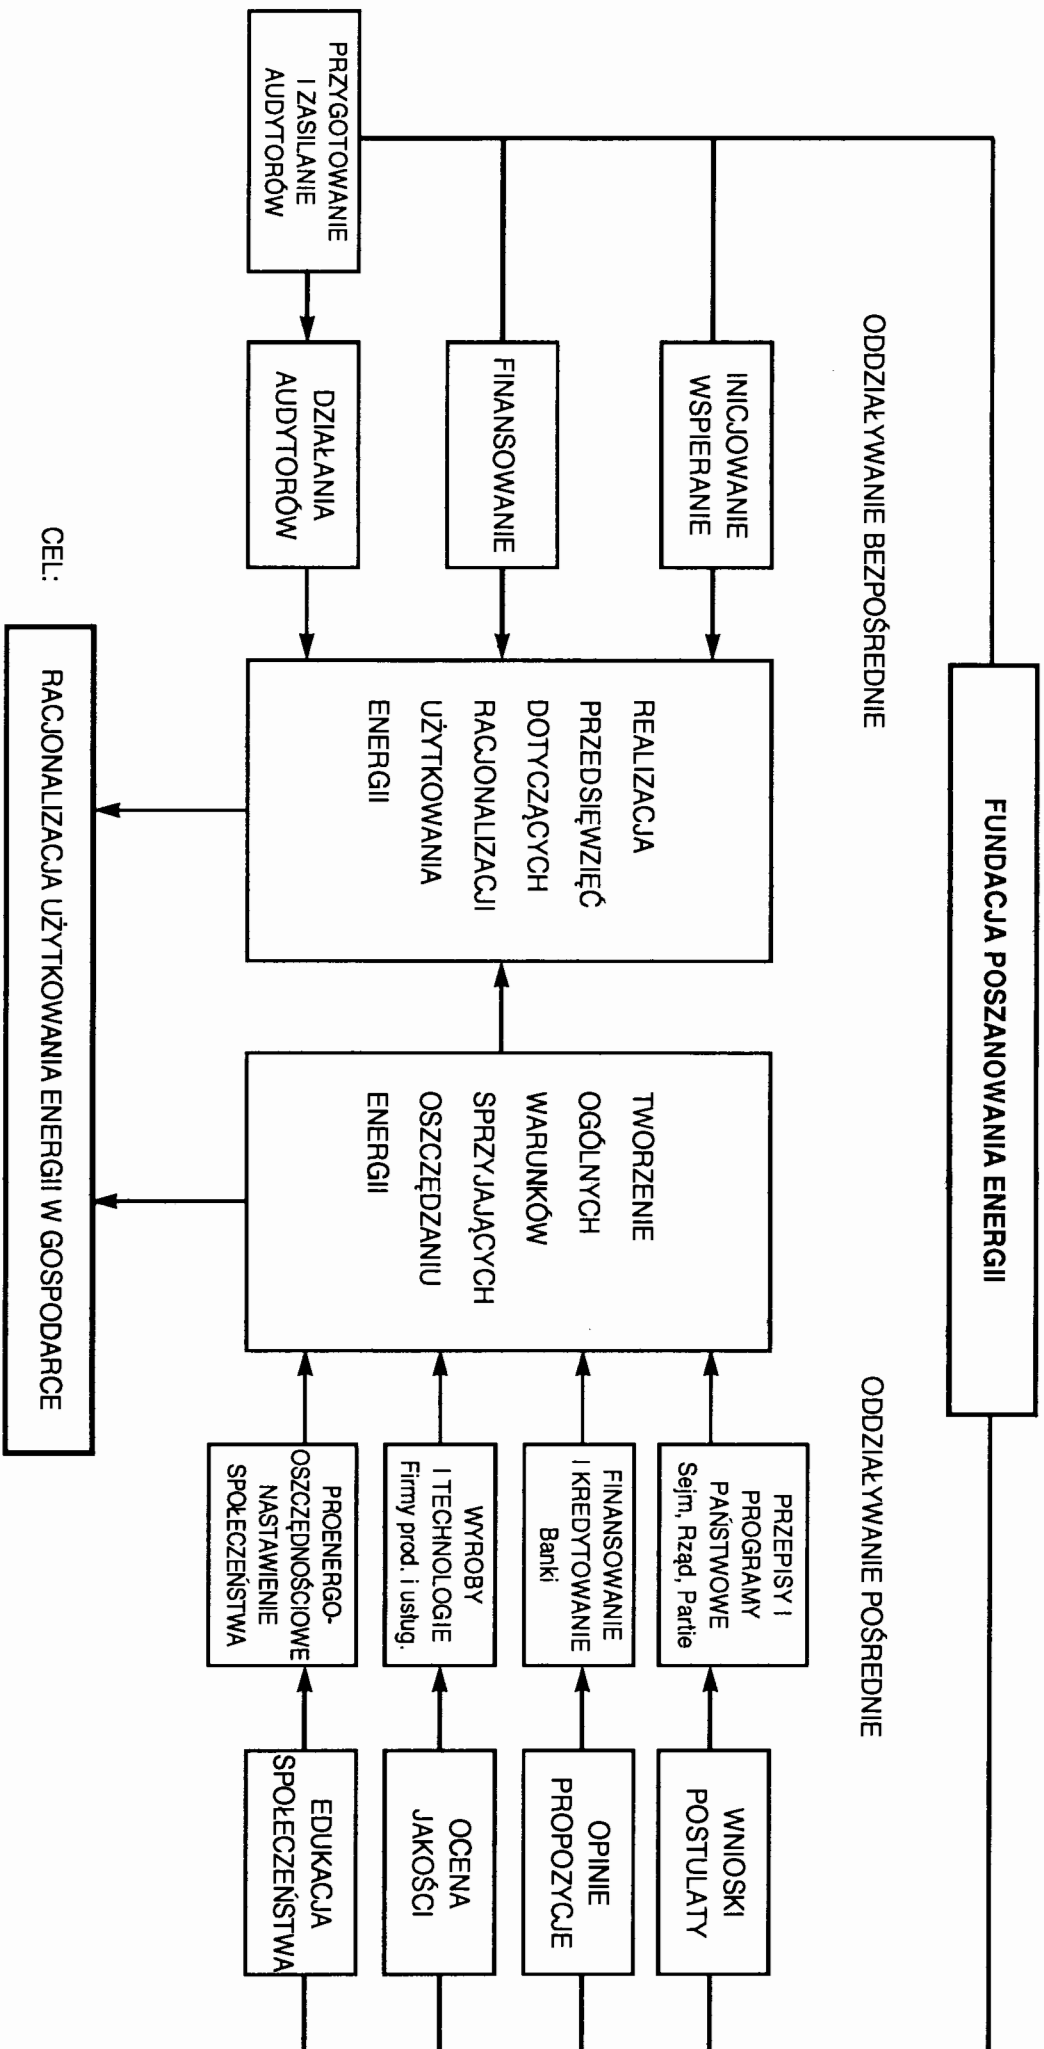 FUNDACJA POSZANOWANIA ENERGII
ODDZIAŁYWANIE BEZPOŚREDNIE
ODDZIAŁYWANIE POŚREDNIE
INICJOWANIE
WSPIERANIE
FINANSOWANIE
PRZYGOTOWANIE
I ZASILANIE
AUDYTORÓW
DZIAŁANIA
AUDYTORÓW
REALIZACJA
PRZEDSIĘWZIĘĆ
DOTYCZĄCYCH
RACJONALIZACJI
UŻYTKOWANIA
ENERGII
TWORZENIE
OGÓLNYCH
WARUNKÓW
SPRZYJAJĄCYCH
OSZCZĘDZANIU
ENERGII
PRZEPISY I
PROGRAMY
PAŃSTWOWE
Sejm, Rząd, Partie
WNIOSKI
POSTULATY
FINANSOWANIE
I KREDYTOWANIE
Banki
OPINIE
PROPOZYCJE
WYROBY
I TECHNOLOGIE
Firmy prod. i usług.
OCENA
JAKOŚCI
PROENERGO-
OSZCZĘDNOŚCIOWE
NASTAWIENIE
SPOŁECZEŃSTWA
EDUKACJA
SPOŁECZEŃSTWA
CEL:
RACJONALIZACJA UŻYTKOWANIA ENERGII W GOSPODARCE